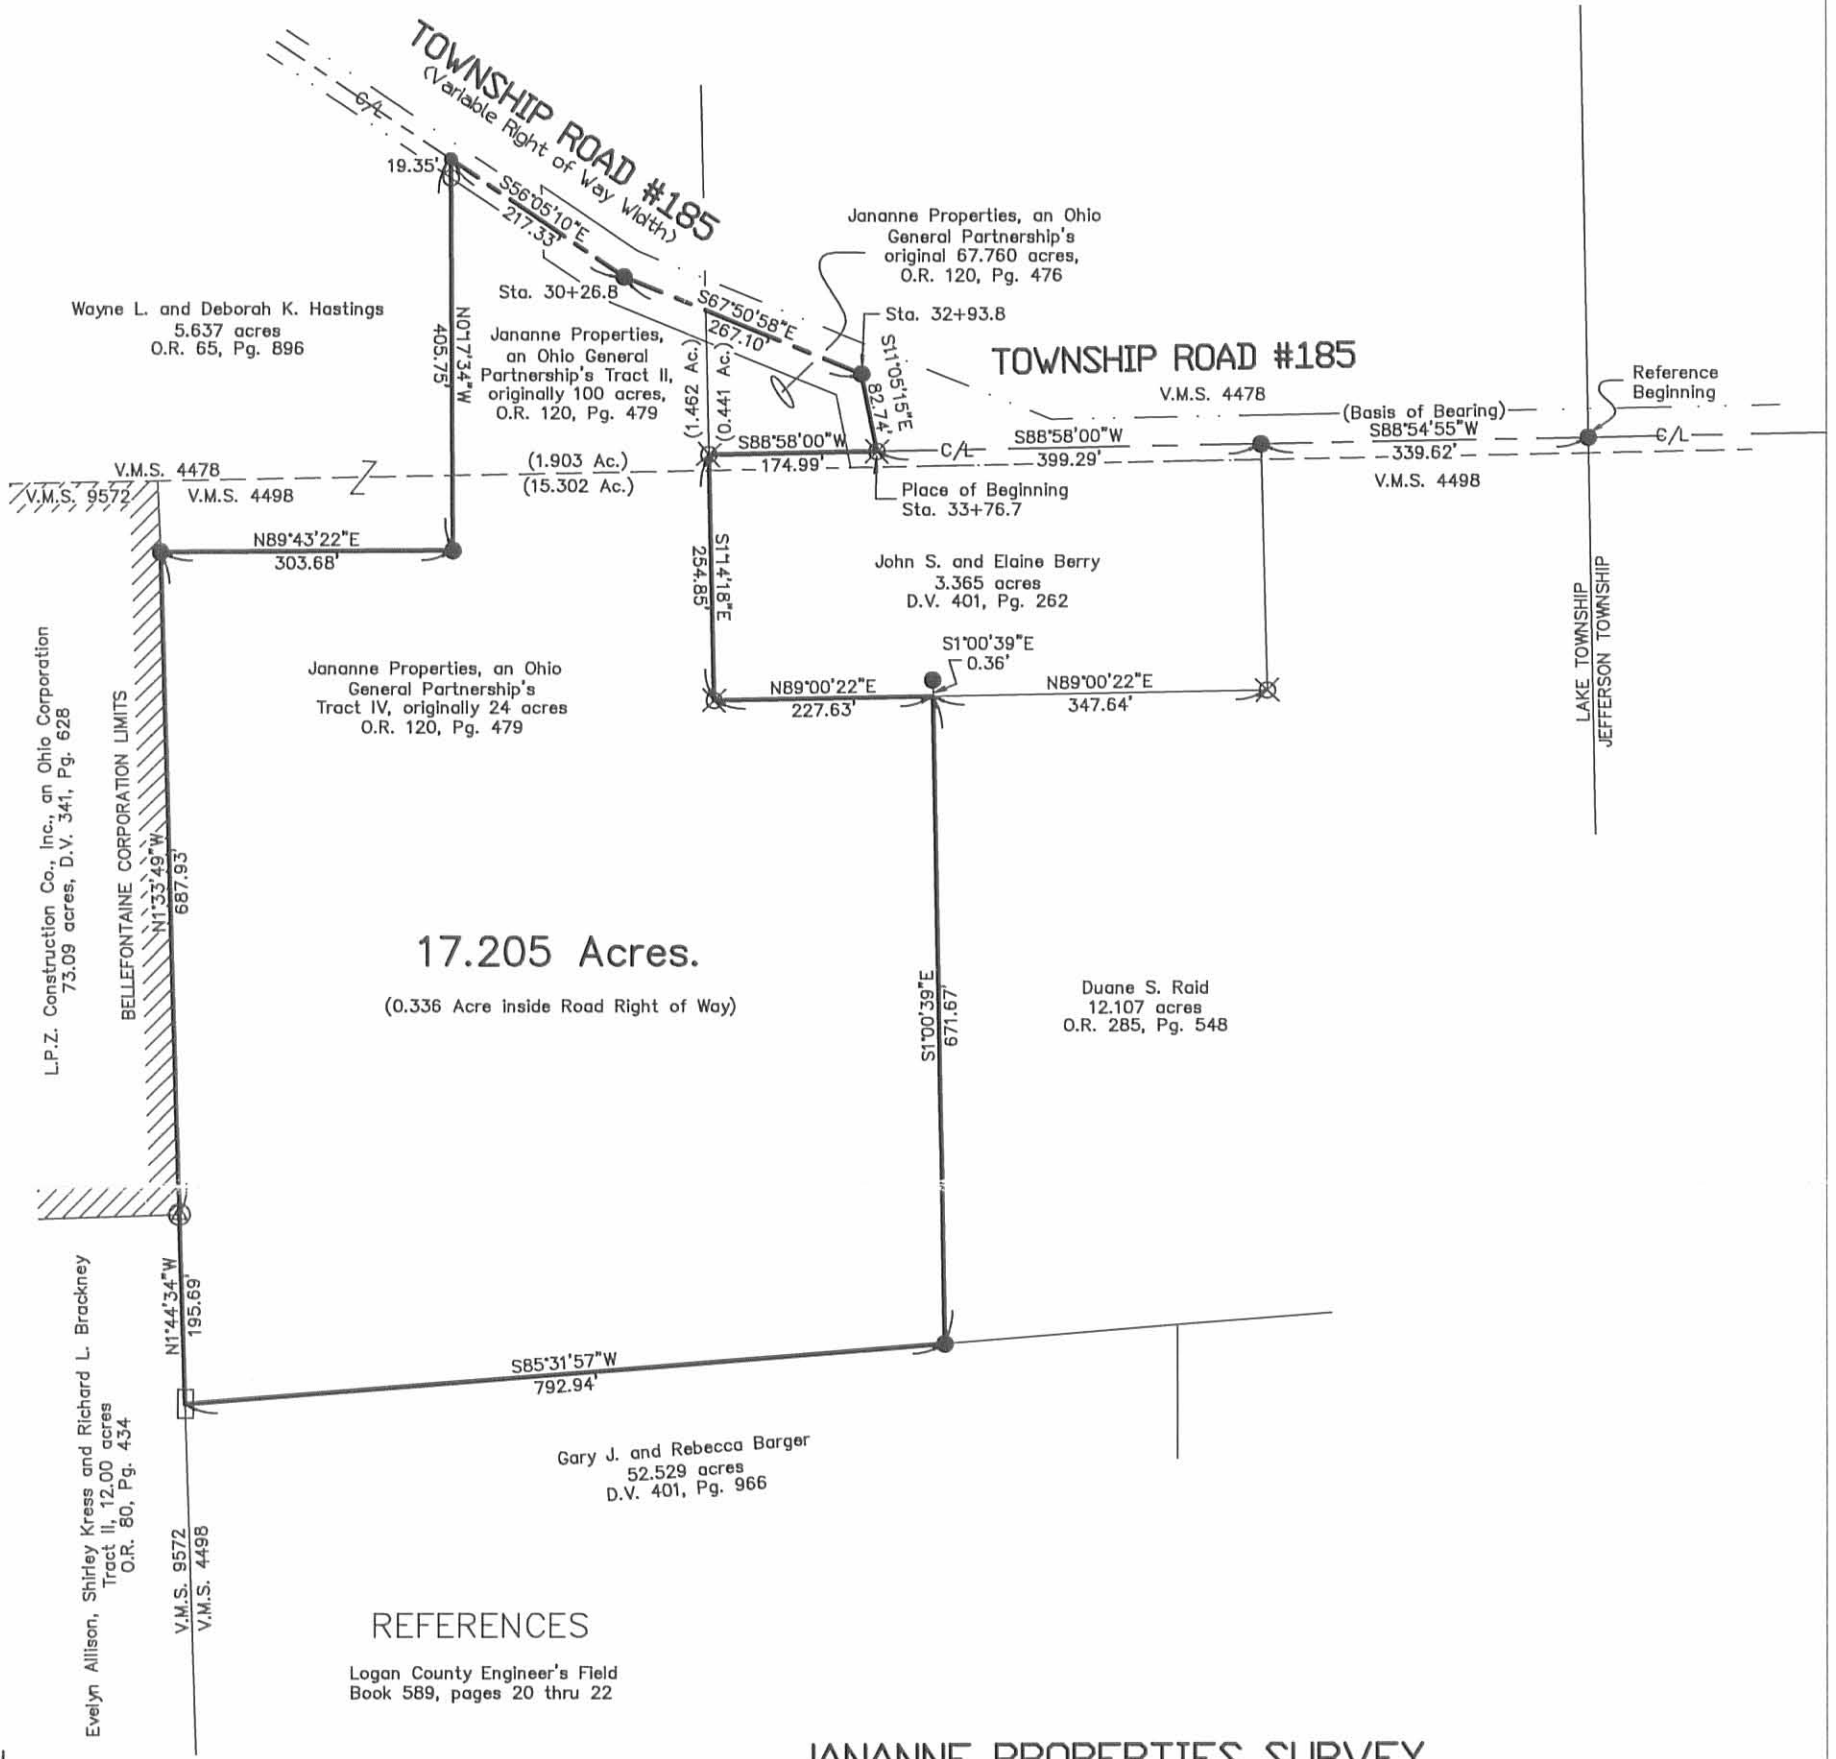 TOWNSHIP ROAD #185
(Variable Right of Way Width)
C/L
19.35'
S56°05'10"E
217.33'
Sta. 30+26.8
Jananne Properties, an Ohio
General Partnership's
original 67.760 acres,
O.R. 120, Pg. 476
S67°50'58"E
267.10'
Sta. 32+93.8
S11°05'15"E
82.74'
TOWNSHIP ROAD #185
V.M.S. 4478
Reference
Beginning
(Basis of Bearing)
S88°54'55"W
339.62'
C/L
V.M.S. 4498
S88°58'00"W
399.29'
C/L
Wayne L. and Deborah K. Hastings
5.637 acres
O.R. 65, Pg. 896
N0°17'34"W
405.75'
Jananne Properties,
an Ohio General
Partnership's Tract II,
originally 100 acres,
O.R. 120, Pg. 479
(1.462 Ac.)
(0.441 Ac.)
S88°58'00"W
174.99'
V.M.S. 4478
V.M.S. 4498
V.M.S. 9572
(1.903 Ac.)
(15.302 Ac.)
Place of Beginning
Sta. 33+76.7
N89°43'22"E
303.68'
S1°14'18"E
254.85'
John S. and Elaine Berry
3.365 acres
D.V. 401, Pg. 262
S1°00'39"E
0.36'
N89°00'22"E
227.63'
N89°00'22"E
347.64'
LAKE TOWNSHIP
JEFFERSON TOWNSHIP
Jananne Properties, an Ohio
General Partnership's
Tract IV, originally 24 acres
O.R. 120, Pg. 479
L.P.Z. Construction Co., Inc., an Ohio Corporation
73.09 acres, D.V. 341, Pg. 628
BELLEFONTAINE CORPORATION LIMITS
N1°33'49"W
687.93'
17.205 Acres.
(0.336 Acre inside Road Right of Way)
S1°00'39"E
671.67'
Duane S. Raid
12.107 acres
O.R. 285, Pg. 548
N1°44'34"W
195.69'
S85°31'57"W
792.94'
Gary J. and Rebecca Barger
52.529 acres
D.V. 401, Pg. 966
Evelyn Allison, Shirley Kress and Richard L. Brackney
Tract II, 12.00 acres
O.R. 80, Pg. 434
V.M.S. 9572
V.M.S. 4498
REFERENCES
Logan County Engineer's Field
Book 589, pages 20 thru 22
JANANNE PROPERTIES SURVEY